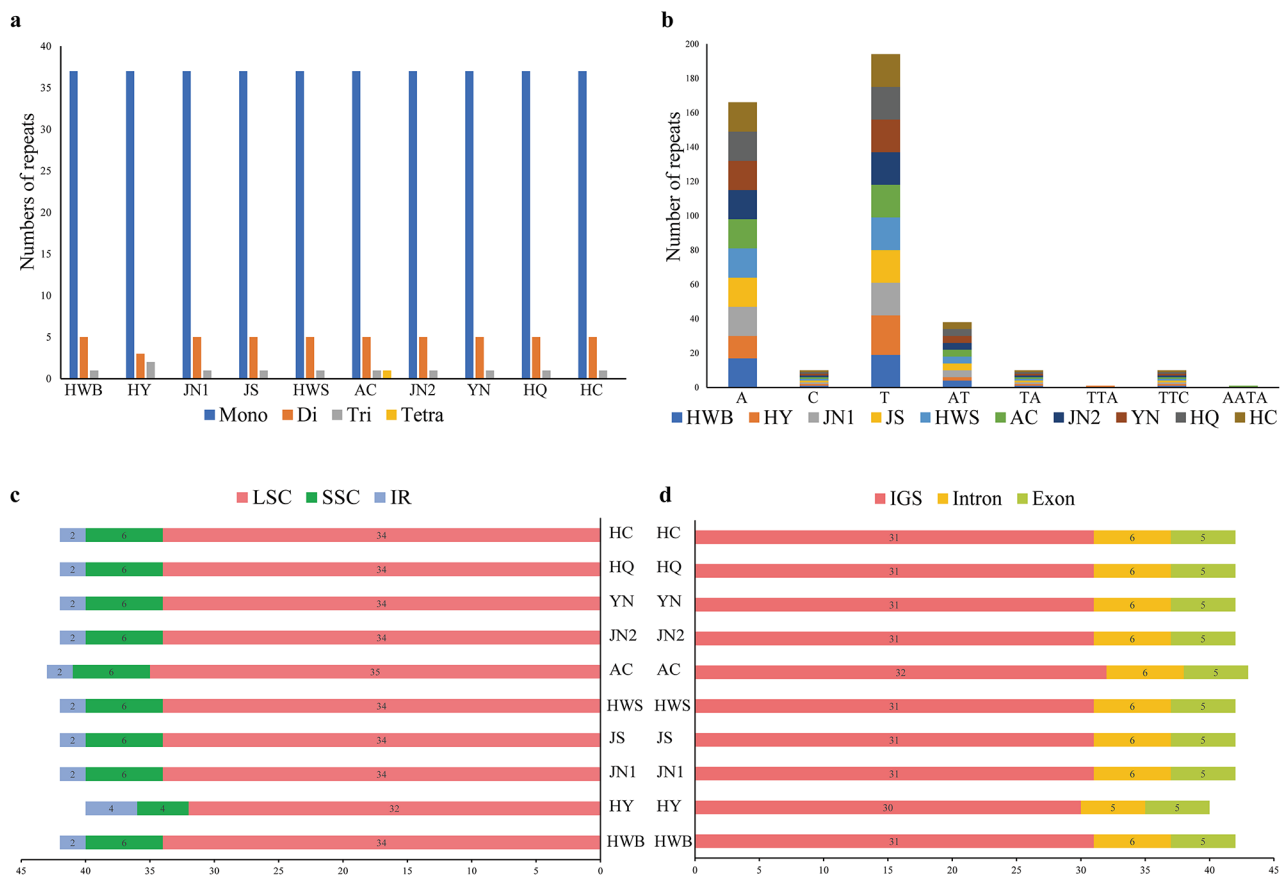 a
Numbers of repeats
40
35
30
25
20
15
10
5
0
HWB HY JN1 JS HWS AC JN2 YN HQ HC
Mono Di Tri Tetra
b
Number of repeats
200
180
160
140
120
100
80
60
40
20
0
A C T AT TA TTA TTC AATA
HWB HY JN1 JS HWS AC JN2 YN HQ HC
c
LSC SSC IR
2 6 34 HC
2 6 34 HQ
2 6 34 YN
2 6 34 JN2
2 6 35 AC
2 6 34 HWS
2 6 34 JS
2 6 34 JN1
4 4 32 HY
2 6 34 HWB
45 40 35 30 25 20 15 10 5 0
d
IGS Intron Exon
HC 31 6 5
HQ 31 6 5
YN 31 6 5
JN2 31 6 5
AC 32 6 5
HWS 31 6 5
JS 31 6 5
JN1 31 6 5
HY 30 5 5
HWB 31 6 5
0 5 10 15 20 25 30 35 40 45